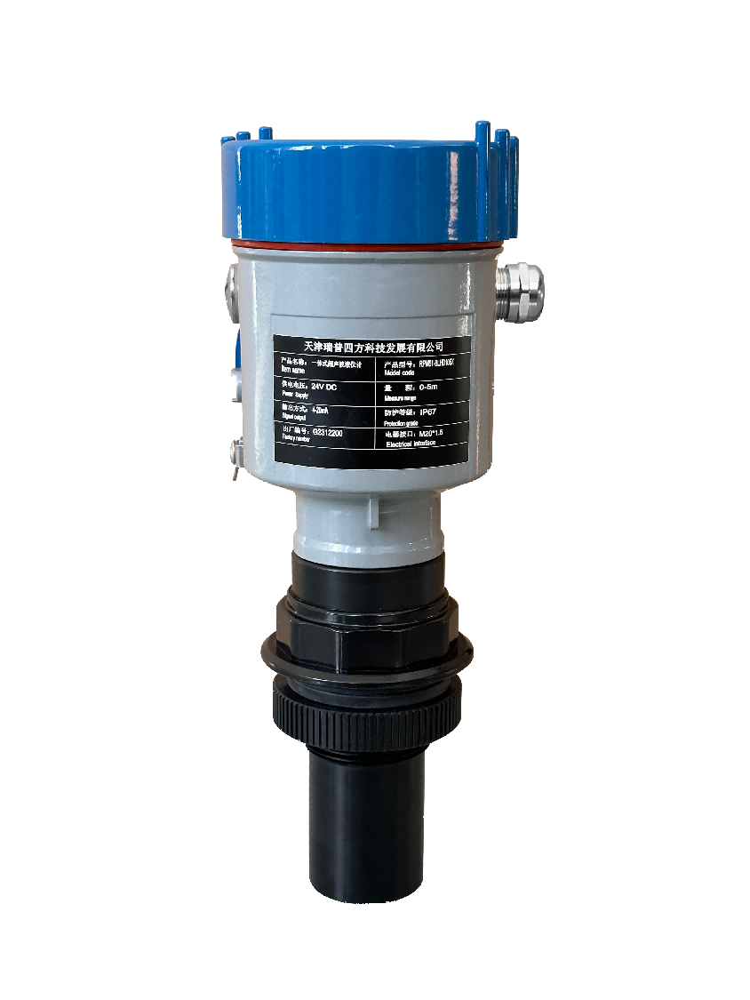 天津瑞普四方科技发展有限公司
产品名称：一体式超声波液位计
Item name
产品型号：
Model code
供电电压：24V DC
Power supply
量 程：0-5m
Measure range
输出方式：4-20mA
Signal output
防护等级：IP67
Protection grade
出厂编号：G2312200
Factory number
电器接口：M20*1.5
Electrical interface